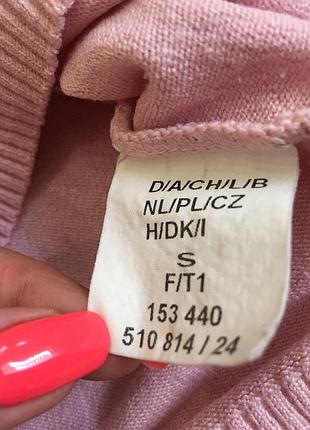 D/A/CH/L/B
NL/PL/CZ
H/DK/I
S
F/T1
153 440
510 814 / 24